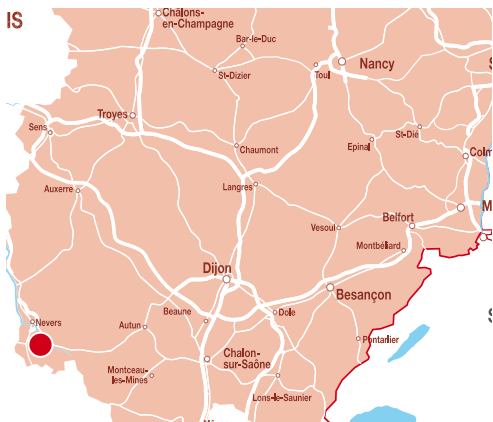 IS
Châlons-
en-Champagne
Bar-le-Duc
Nancy
St-Dizier
Toul
Troyes
Sens
St-Dié
Epinal
Chaumont
Colm
Auxerre
Langres
M
Vesoul
Belfort
Montbéliard
Dijon
Besançon
Nevers
Beaune
Dole
Autun
S
Pontarlier
Chalon-
sur-Saône
Montceau-
les-Mines
Lons-le-Saunier